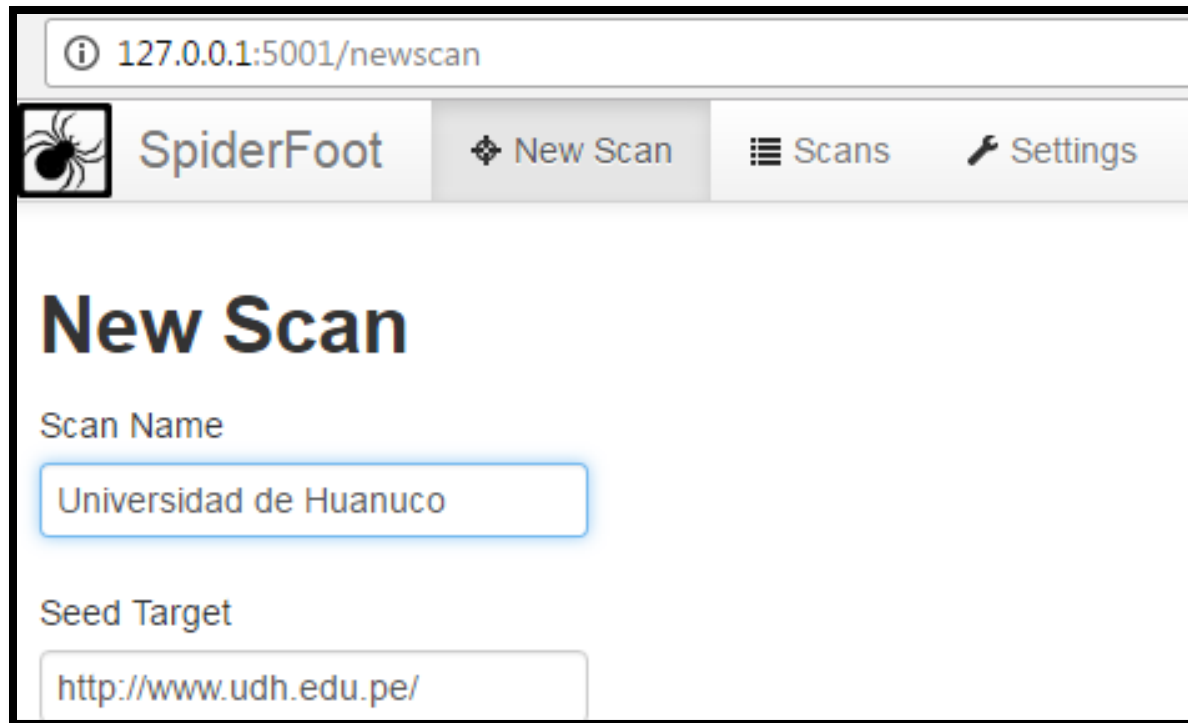 127.0.0.1:5001/newscan
SpiderFoot New Scan Scans Settings
New Scan
Scan Name
Universidad de Huanuco
Seed Target
http://www.udh.edu.pe/